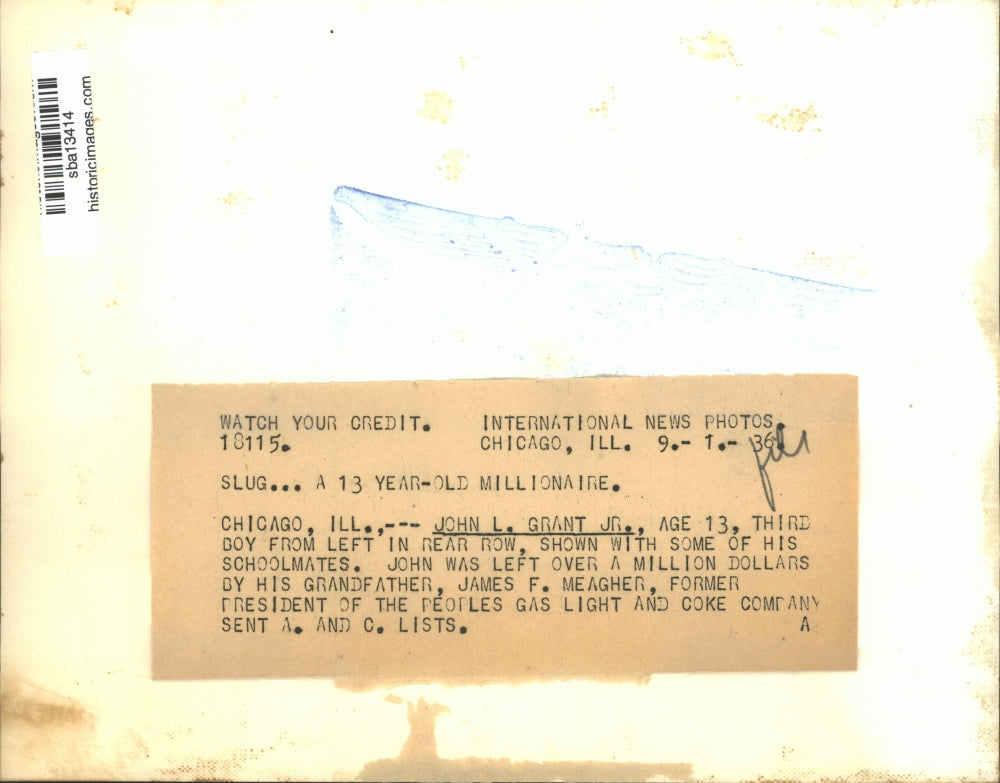 sba13414
historicimages.com
WATCH YOUR CREDIT. INTERNATIONAL NEWS PHOTOS.
18115. CHICAGO, ILL. 9.- 1.- 36.
SLUG... A 13 YEAR-OLD MILLIONAIRE.
CHICAGO, ILL.,--- JOHN L. GRANT JR., AGE 13, THIRD
BOY FROM LEFT IN REAR ROW, SHOWN WITH SOME OF HIS
SCHOOLMATES. JOHN WAS LEFT OVER A MILLION DOLLARS
BY HIS GRANDFATHER, JAMES F. MEAGHER, FORMER
PRESIDENT OF THE PEOPLES GAS LIGHT AND COKE COMPANY
SENT A. AND C. LISTS. A